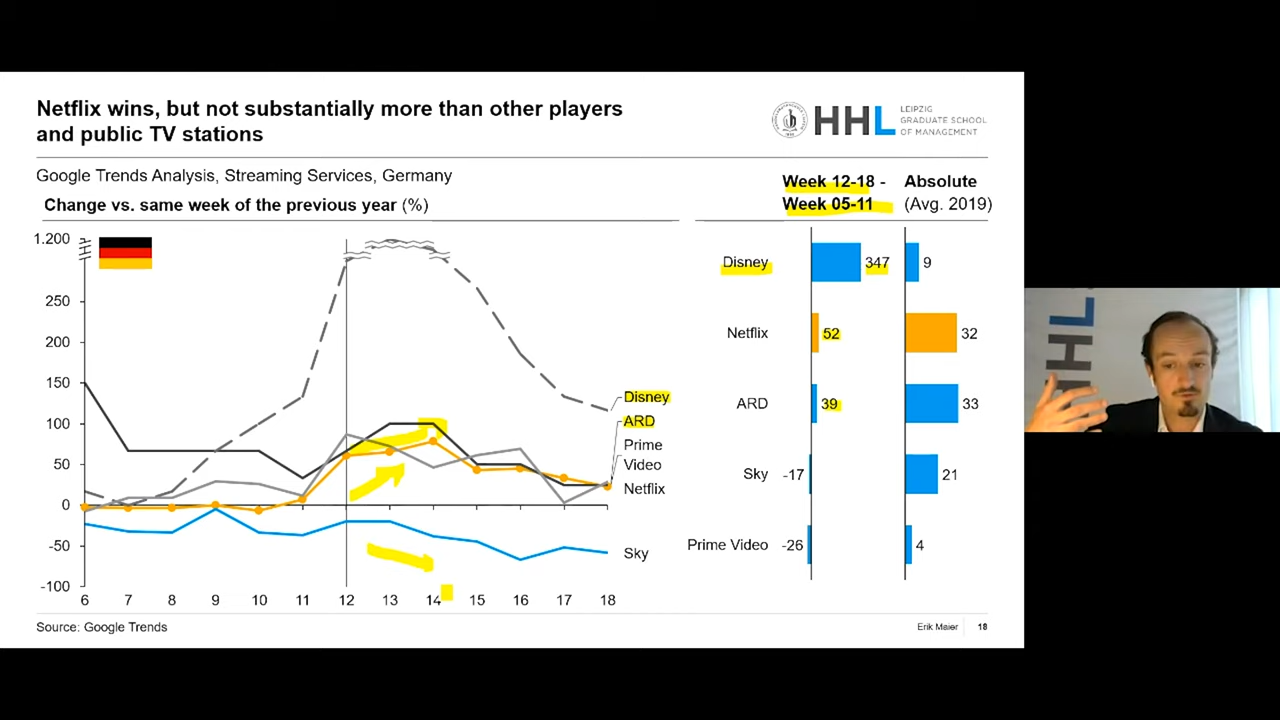 Netflix wins, but not substantially more than other players
and public TV stations
HHL
LEIPZIG
GRADUATE SCHOOL
OF MANAGEMENT
Google Trends Analysis, Streaming Services, Germany
Change vs. same week of the previous year (%)
Week 12-18 -
Week 05-11
Absolute
(Avg. 2019)
1.200
250
200
150
100
50
0
-50
-100
6 7 8 9 10 11 12 13 14 15 16 17 18
Disney
ARD
Prime
Video
Netflix
Sky
Disney 347 9
Netflix 52 32
ARD 39 33
Sky -17 21
Prime Video -26 4
Source: Google Trends
Erik Maier 18
HHL